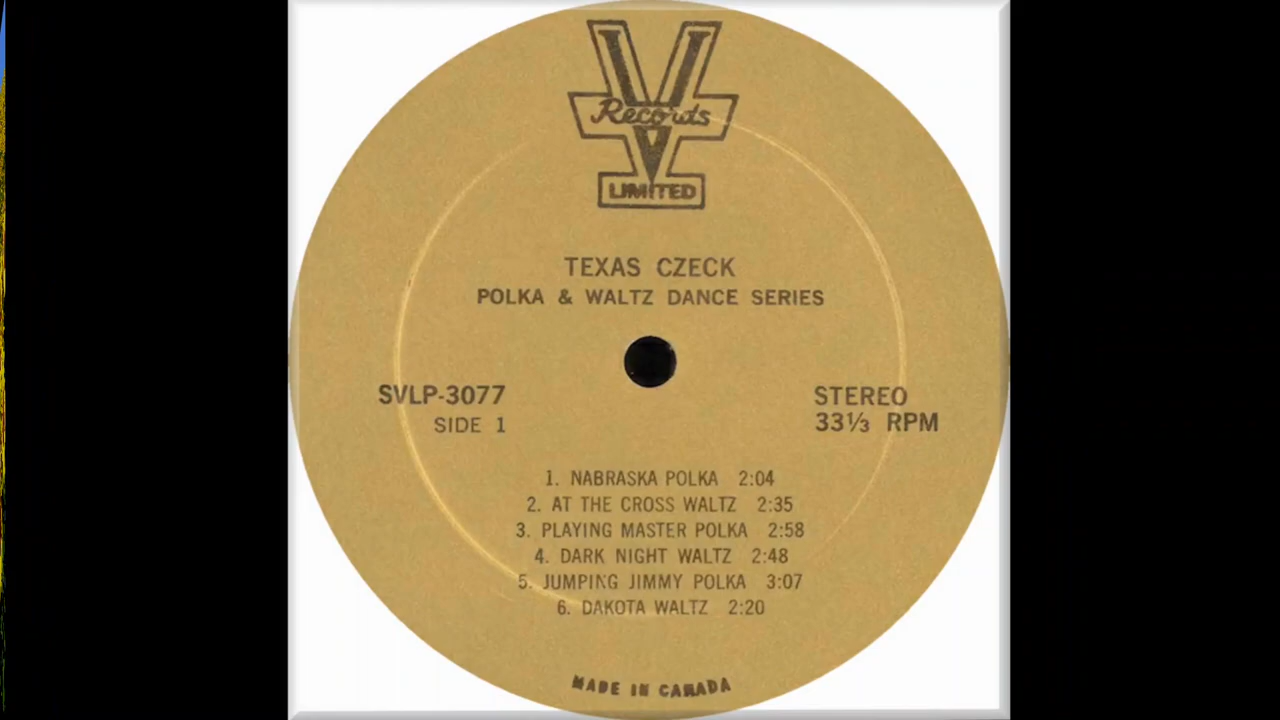 V
Records
LIMITED
TEXAS CZECK
POLKA & WALTZ DANCE SERIES
SVLP-3077
SIDE 1
STEREO
33⅓ RPM
1. NABRASKA POLKA 2:04
2. AT THE CROSS WALTZ 2:35
3. PLAYING MASTER POLKA 2:58
4. DARK NIGHT WALTZ 2:48
5. JUMPING JIMMY POLKA 3:07
6. DAKOTA WALTZ 2:20
MADE IN CANADA